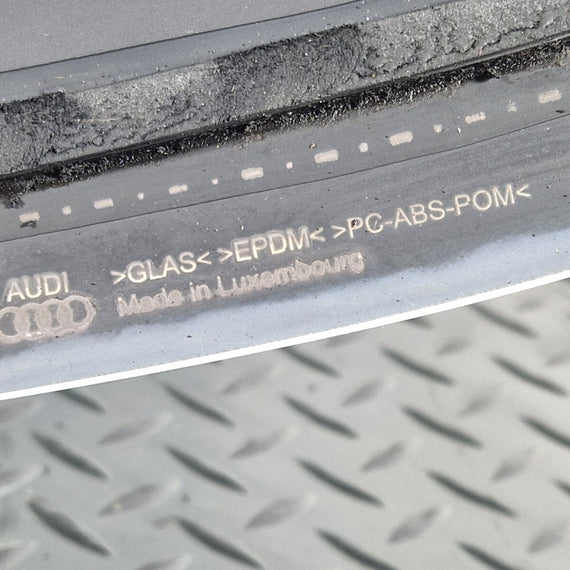 AUDI >GLAS< >EPDM< >PC-ABS-POM<
Made in Luxembourg